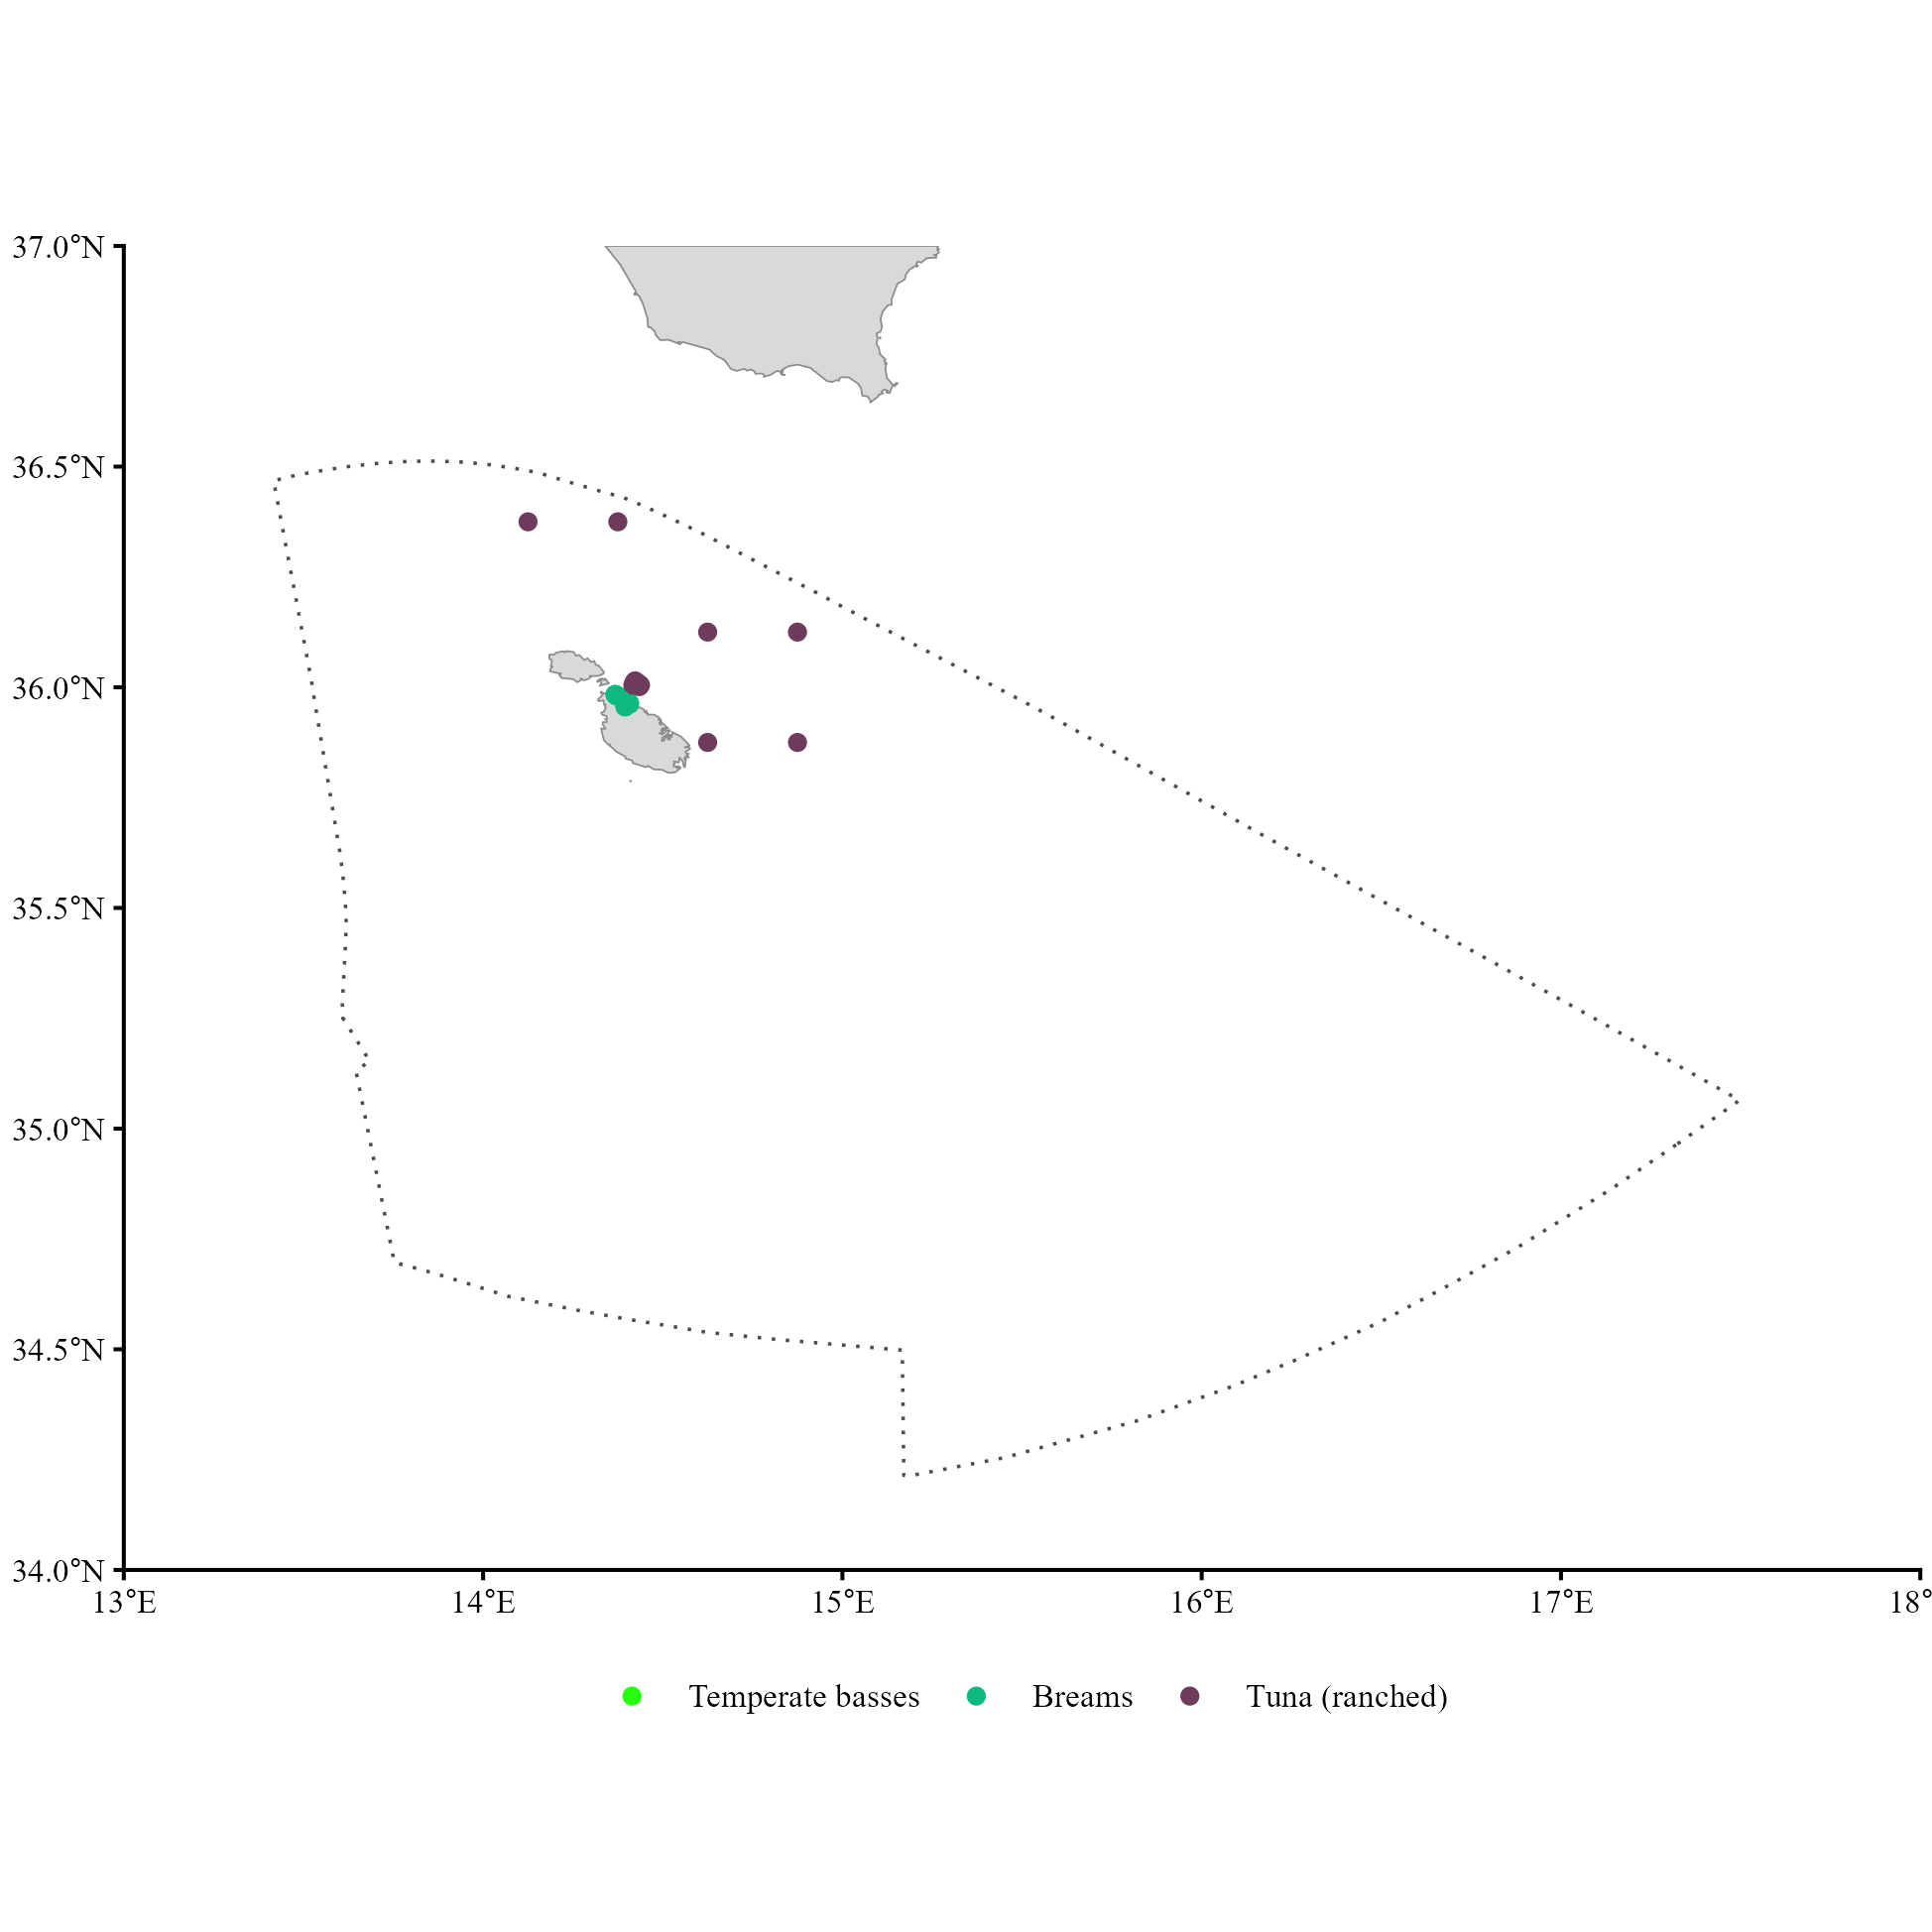 37.0°N
36.5°N
36.0°N
35.5°N
35.0°N
34.5°N
34.0°N
13°E 14°E 15°E 16°E 17°E 18°
Temperate basses Breams Tuna (ranched)